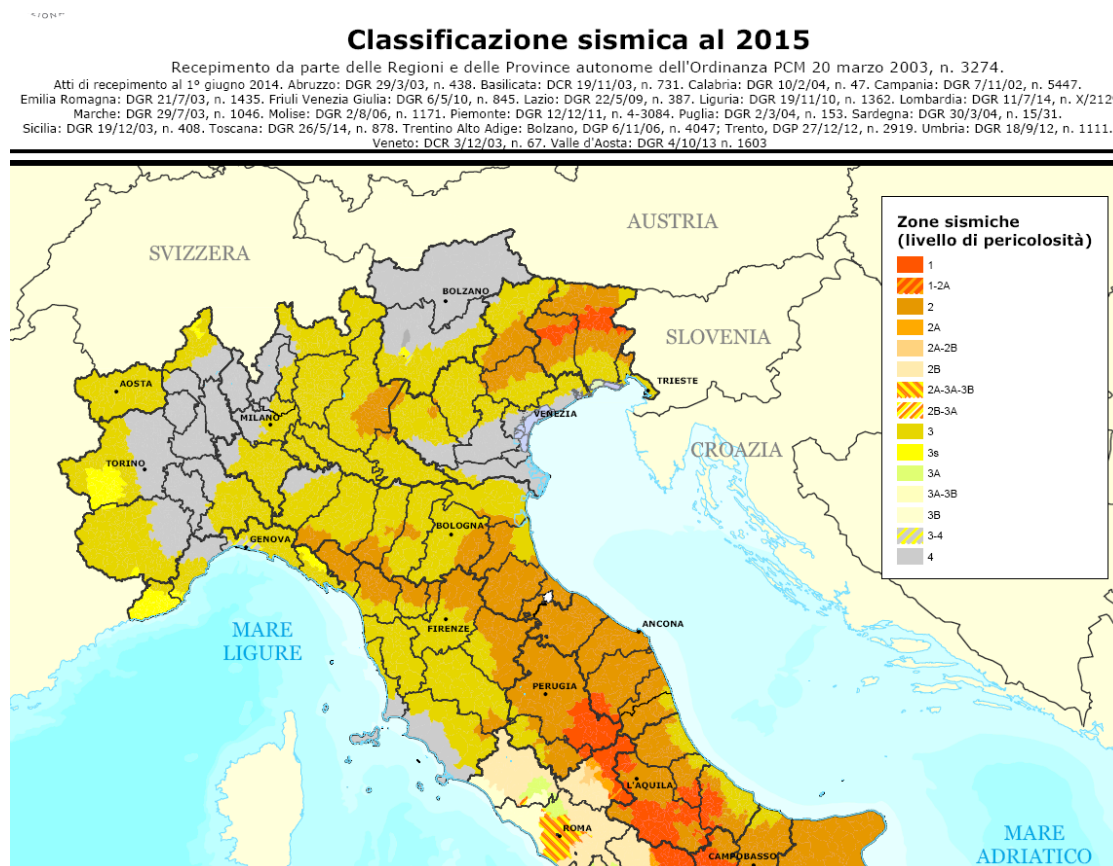 Classificazione sismica al 2015
Recepimento da parte delle Regioni e delle Province autonome dell'Ordinanza PCM 20 marzo 2003, n. 3274.
Atti di recepimento al 1° giugno 2014. Abruzzo: DGR 29/3/03, n. 438. Basilicata: DCR 19/11/03, n. 731. Calabria: DGR 10/2/04, n. 47. Campania: DGR 7/11/02, n. 5447.
Emilia Romagna: DGR 21/7/03, n. 1435. Friuli Venezia Giulia: DGR 6/5/10, n. 845. Lazio: DGR 22/5/09, n. 387. Liguria: DGR 19/11/10, n. 1362. Lombardia: DGR 11/7/14, n. X/212
Marche: DGR 29/7/03, n. 1046. Molise: DGR 2/8/06, n. 1171. Piemonte: DGR 12/12/11, n. 4-3084. Puglia: DGR 2/3/04, n. 153. Sardegna: DGR 30/3/04, n. 15/31.
Sicilia: DGR 19/12/03, n. 408. Toscana: DGR 26/5/14, n. 878. Trentino Alto Adige: Bolzano, DGP 6/11/06, n. 4047; Trento, DGP 27/12/12, n. 2919. Umbria: DGR 18/9/12, n. 1111.
Veneto: DCR 3/12/03, n. 67. Valle d'Aosta: DGR 4/10/13 n. 1603
AUSTRIA
SVIZZERA
BOLZANO
SLOVENIA
AOSTA
TRIESTE
MILANO
VENEZIA
CROAZIA
TORINO
BOLOGNA
GENOVA
MARE
LIGURE
FIRENZE
ANCONA
PERUGIA
L'AQUILA
ROMA
CAMPOBASSO
MARE
ADRIATICO
Zone sismiche
(livello di pericolosità)
1
1-2A
2
2A
2A-2B
2B
2A-3A-3B
2B-3A
3
3s
3A
3A-3B
3B
3-4
4